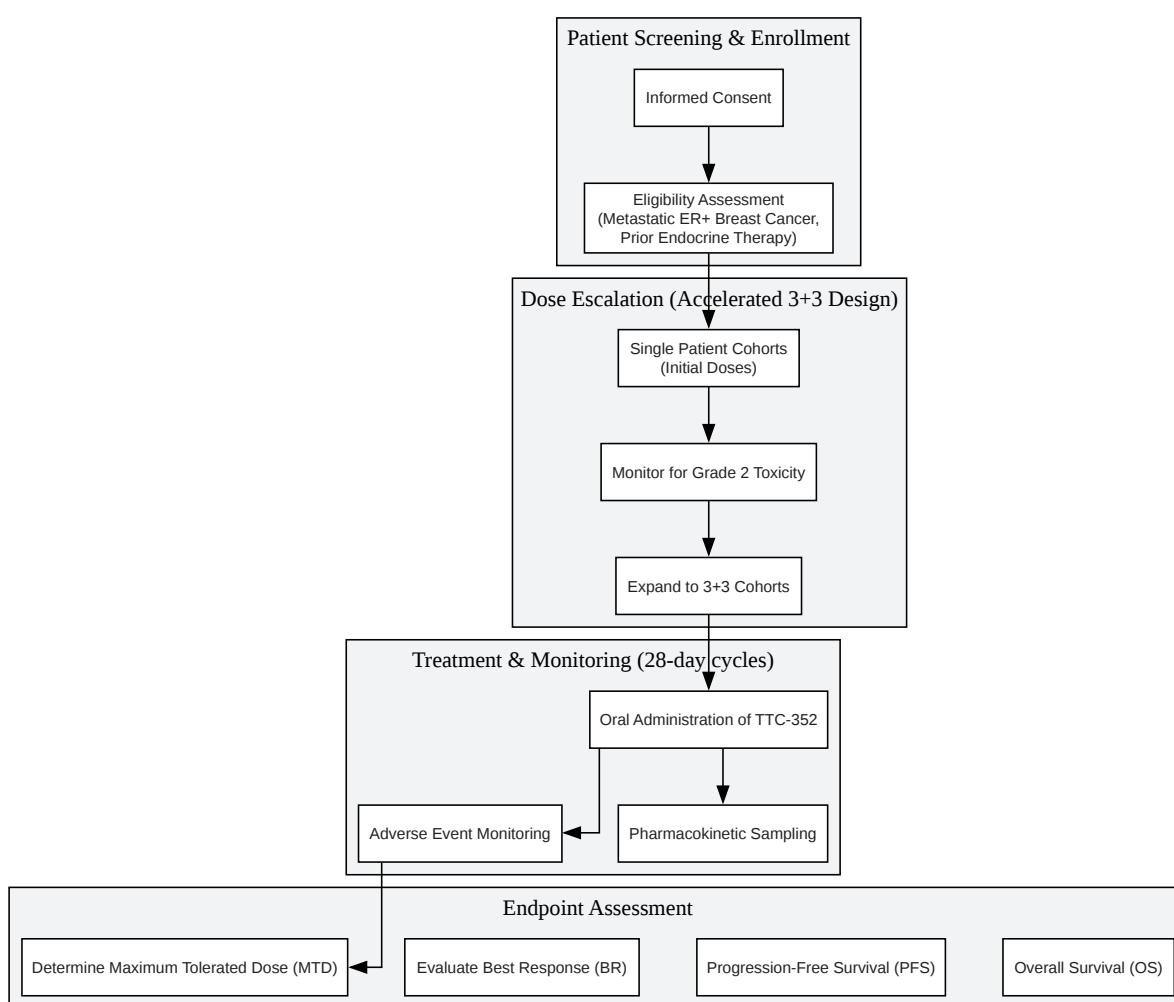 Patient Screening & Enrollment
Informed Consent
Eligibility Assessment
(Metastatic ER+ Breast Cancer,
Prior Endocrine Therapy)
Dose Escalation (Accelerated 3+3 Design)
Single Patient Cohorts
(Initial Doses)
Monitor for Grade 2 Toxicity
Expand to 3+3 Cohorts
Treatment & Monitoring (28-day cycles)
Oral Administration of TTC-352
Adverse Event Monitoring
Pharmacokinetic Sampling
Endpoint Assessment
Determine Maximum Tolerated Dose (MTD)
Evaluate Best Response (BR)
Progression-Free Survival (PFS)
Overall Survival (OS)